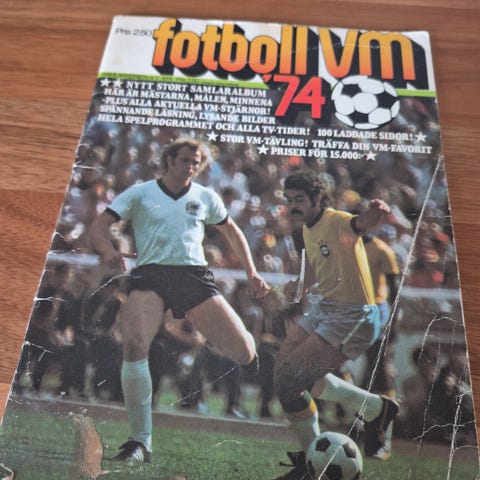 Pris 2:50
fotboll vm
'74
★★ NYTT STORT SAMLARALBUM
HÄR ÄR MÄSTARNA, MÅLEN, MINNENA
-PLUS ALLA AKTUELLA VM-STJÄRNOR!
SPÄNNANDE LÄSNING, LYSANDE BILDER
HELA SPELPROGRAMMET OCH ALLA TV-TIDER! 100 LADDADE SIDOR! ★
★ STOR VM-TÄVLING! TRÄFFA DIN VM-FAVORIT
★ PRISER FÖR 15.000:- ★